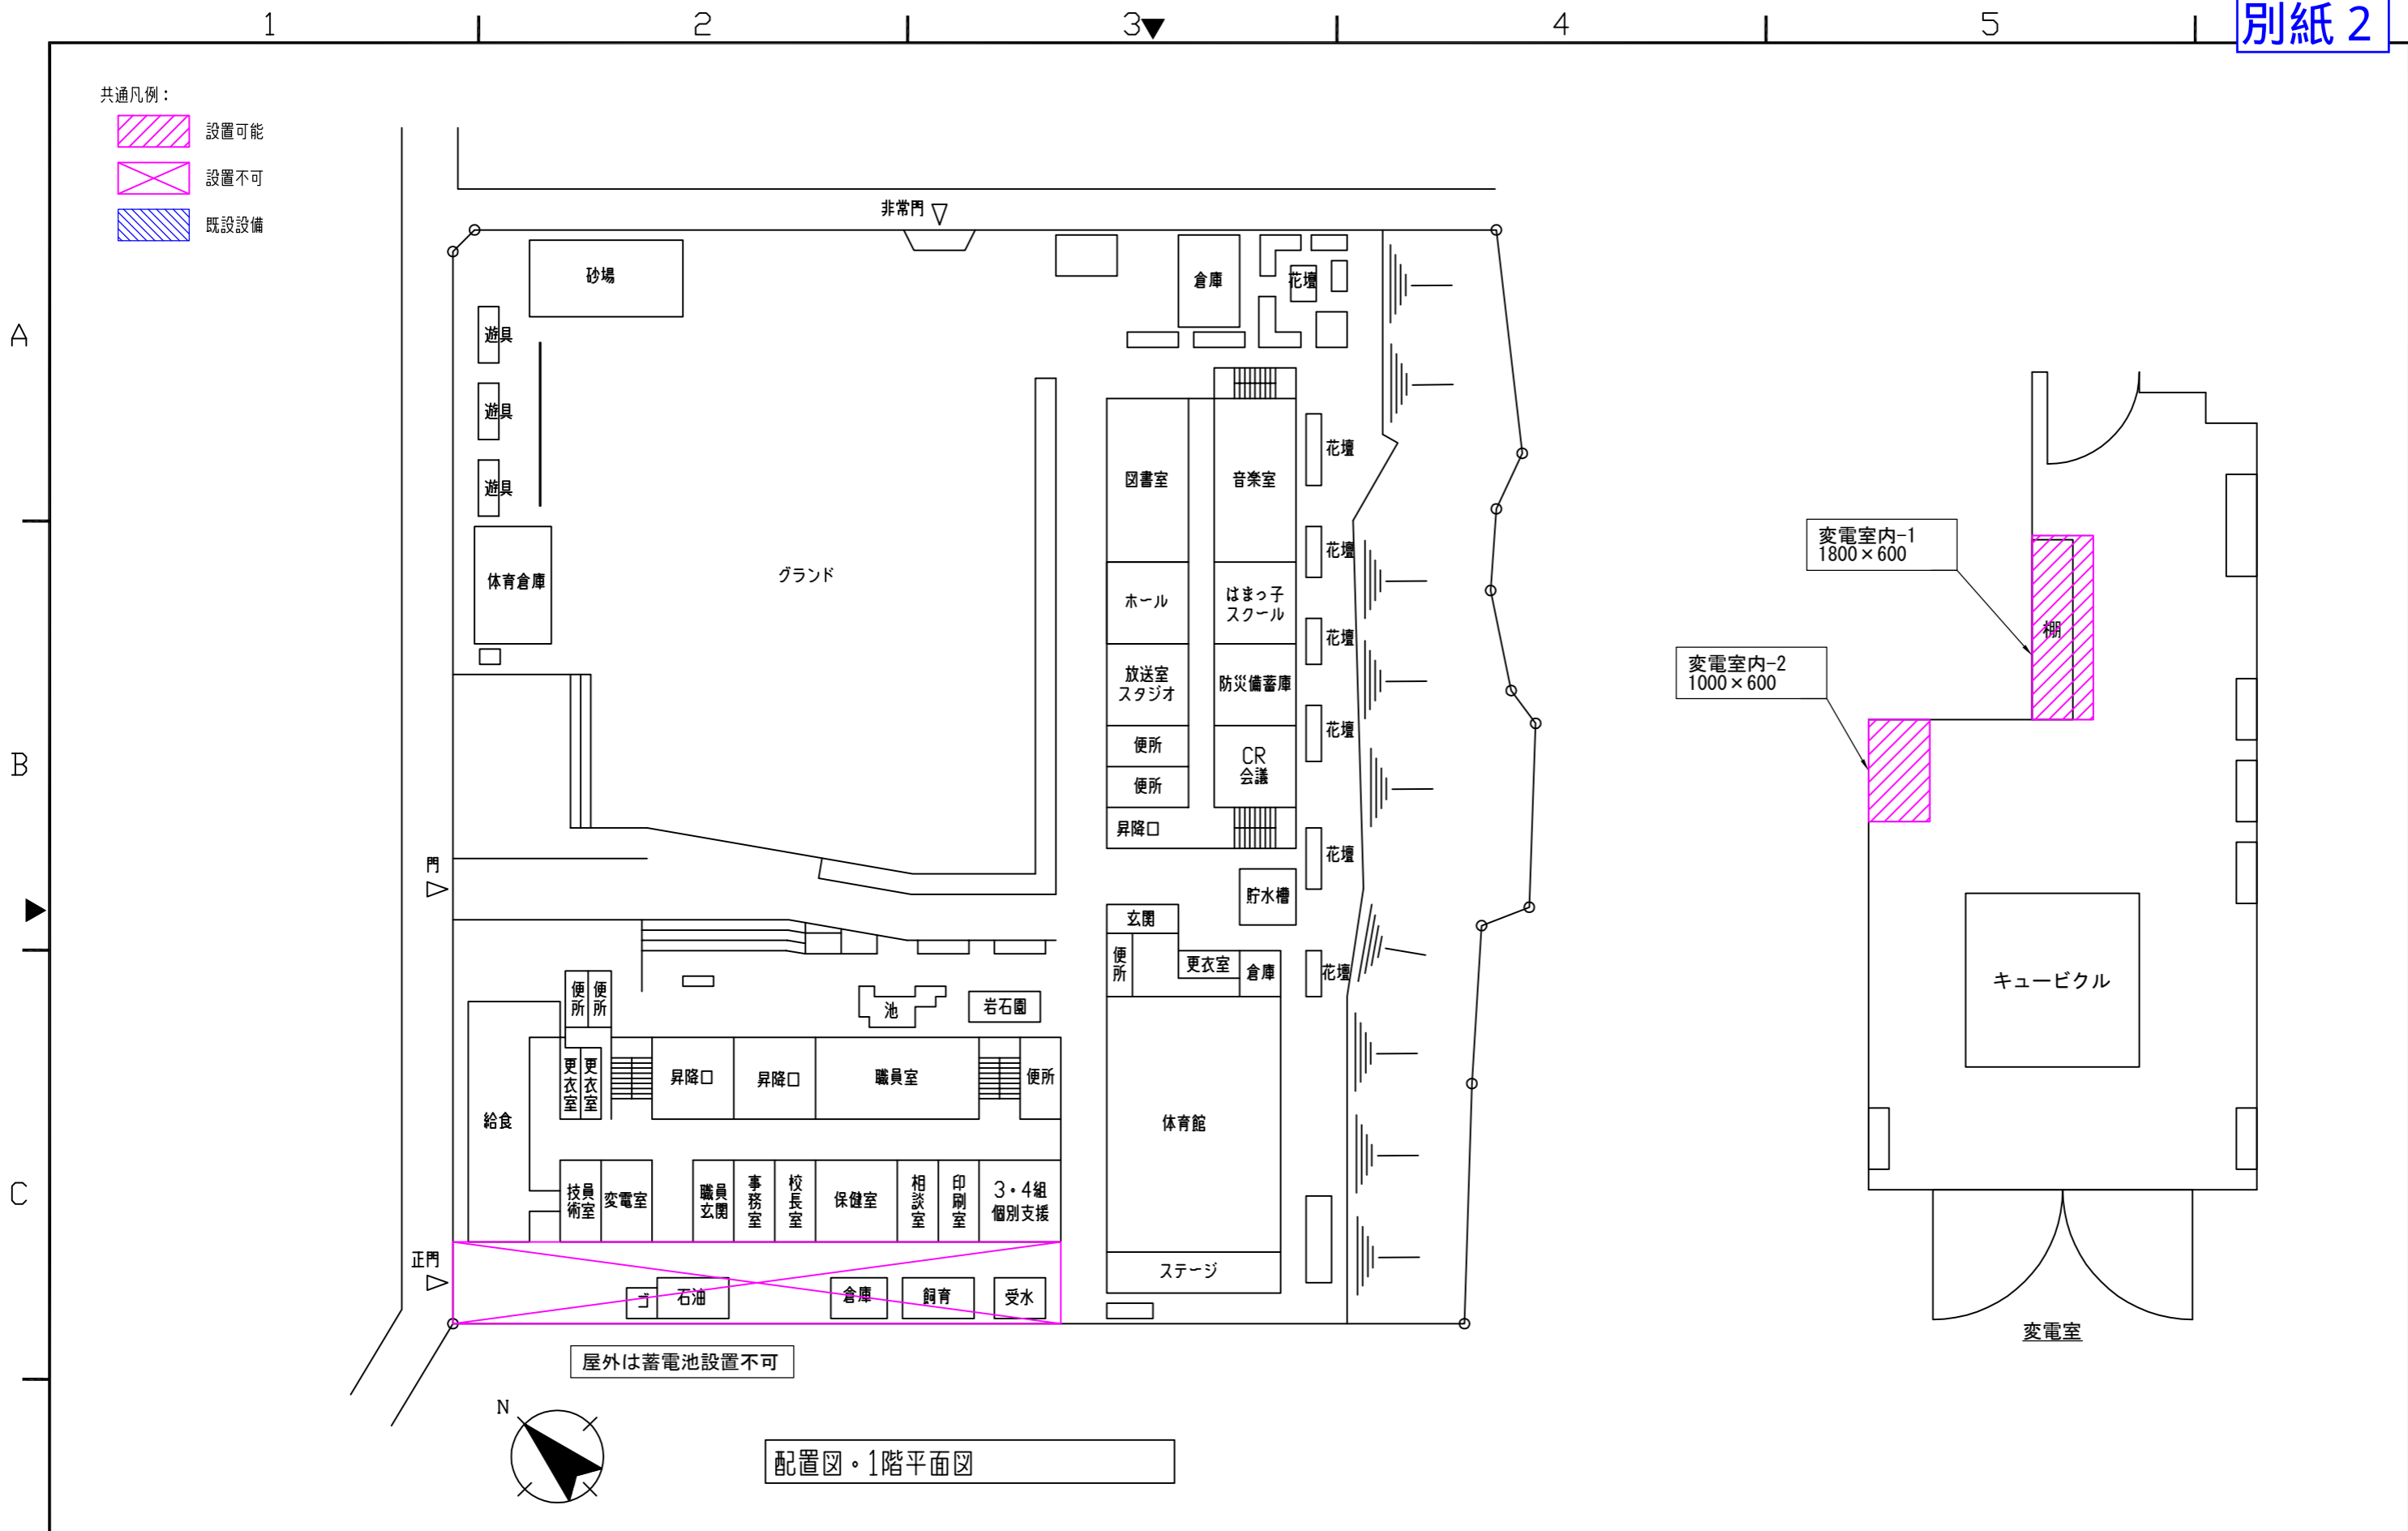 1
2
3
4
5
別紙2
共通凡例：
設置可能
設置不可
既設設備
A
B
C
非常門
砂場
倉庫
花壇
遊具
遊具
遊具
体育倉庫
グランド
図書室
音楽室
花壇
ホール
はまっ子
スクール
花壇
放送室
スタジオ
防災備蓄庫
花壇
便所
便所
CR
会議
花壇
昇降口
花壇
門
貯水槽
玄関
便所
更衣室
倉庫
花壇
便所
便所
池
岩石園
更衣室
更衣室
昇降口
昇降口
職員室
便所
給食
体育館
技術員室
変電室
職員
玄関
事務室
校長室
保健室
相談室
印刷室
3・4組
個別支援
正門
ゴ
石油
倉庫
飼育
受水
ステージ
屋外は蓄電池設置不可
N
配置図・1階平面図
変電室内-1
1800×600
棚
変電室内-2
1000×600
キュービクル
変電室